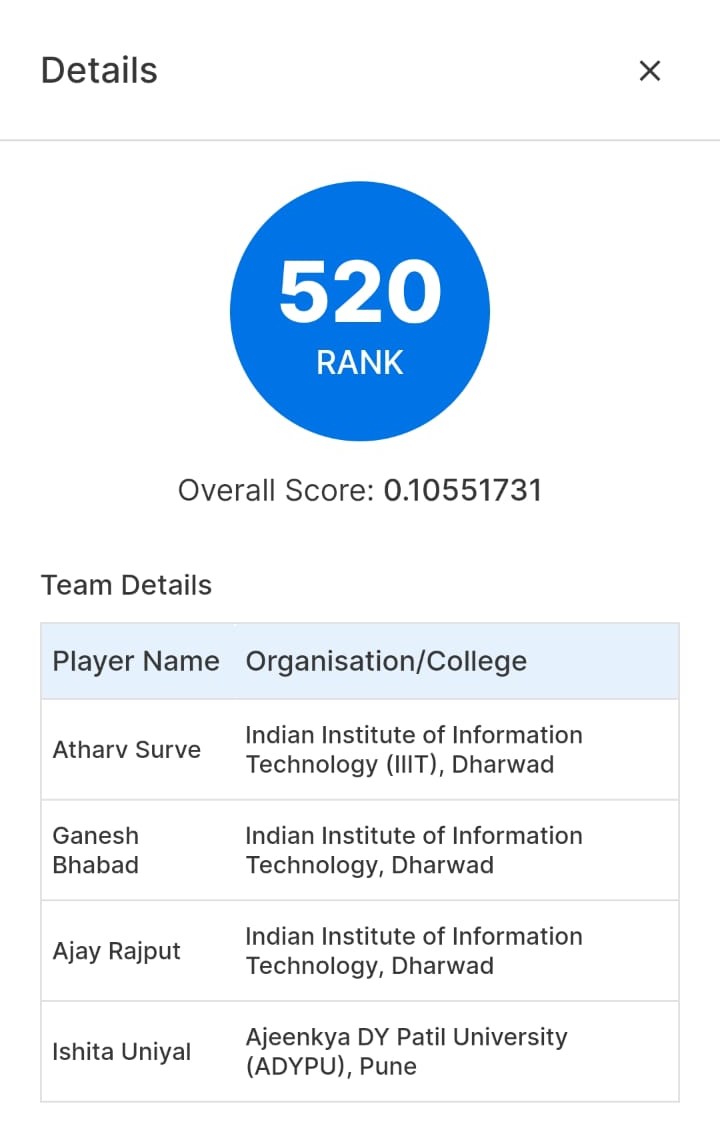 Details
520
RANK
Overall Score: 0.10551731
Team Details
Player Name Organisation/College
Atharv Surve
Indian Institute of Information
Technology (IIIT), Dharwad
Ganesh
Bhabad
Indian Institute of Information
Technology, Dharwad
Ajay Rajput
Indian Institute of Information
Technology, Dharwad
Ishita Uniyal
Ajeenkya DY Patil University
(ADYPU), Pune